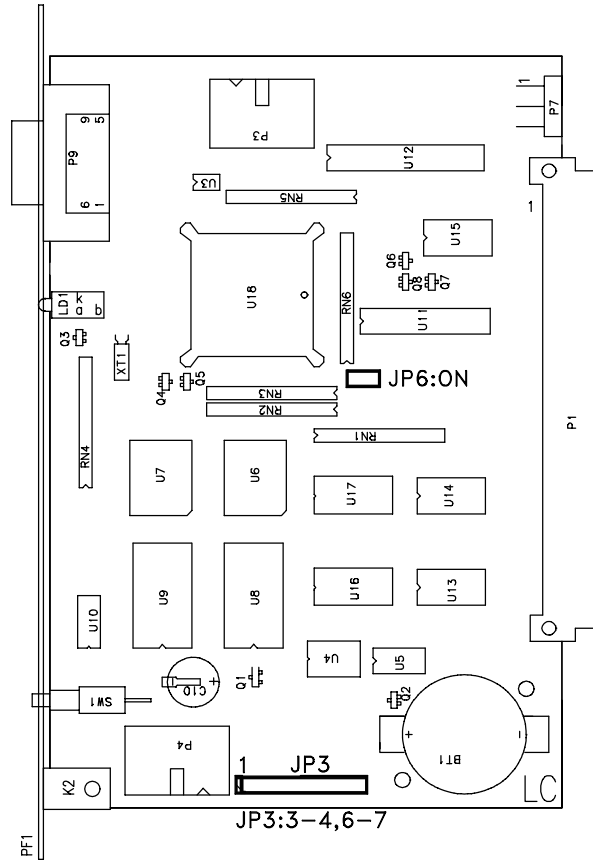 1
P7
P3
9 5
P9
6 1
U12
U3
RN5
1
U15
Q6
U18
Q8
Q7
LD1
k
a b
RN6
U11
Q3
XT1
JP6:ON
Q4
Q5
RN3
RN2
P1
RN1
RN4
U7
U6
U17
U14
U9
U8
U16
U13
U10
U4
U5
Q1
+
C10
Q2
SW1
+
-
P4
BT1
1
JP3
K2
LC
JP3:3-4,6-7
PF1